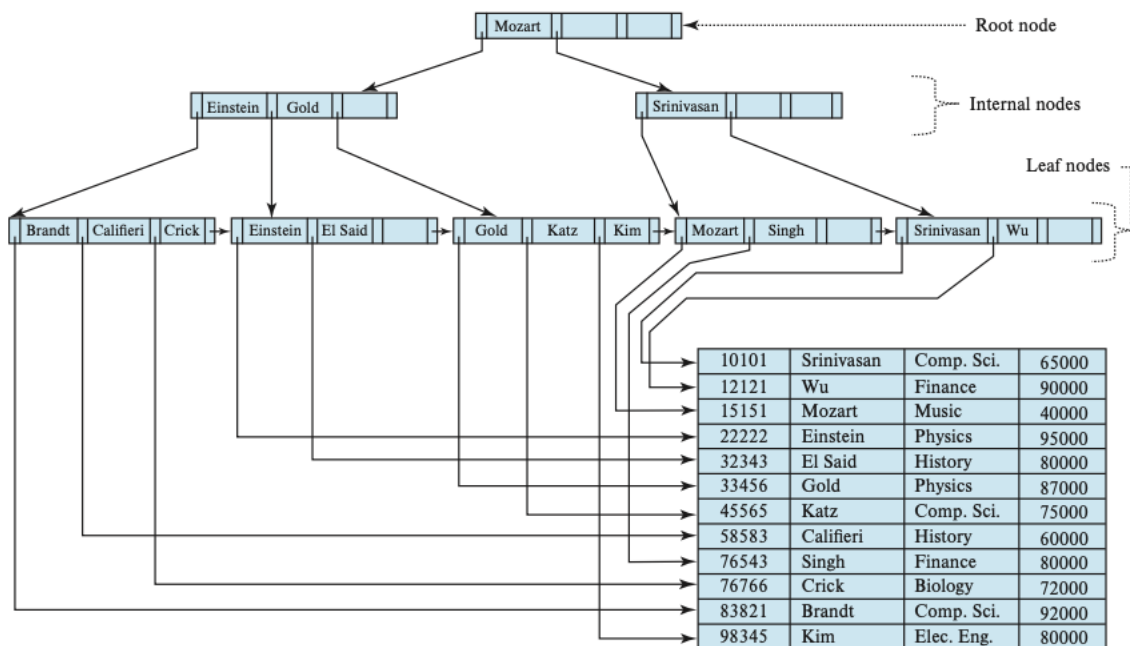 Mozart Root node
Einstein Gold Srinivasan Internal nodes
Leaf nodes
Brandt Califieri Crick Einstein El Said Gold Katz Kim Mozart Singh Srinivasan Wu
10101 Srinivasan Comp. Sci. 65000
12121 Wu Finance 90000
15151 Mozart Music 40000
22222 Einstein Physics 95000
32343 El Said History 80000
33456 Gold Physics 87000
45565 Katz Comp. Sci. 75000
58583 Califieri History 60000
76543 Singh Finance 80000
76766 Crick Biology 72000
83821 Brandt Comp. Sci. 92000
98345 Kim Elec. Eng. 80000